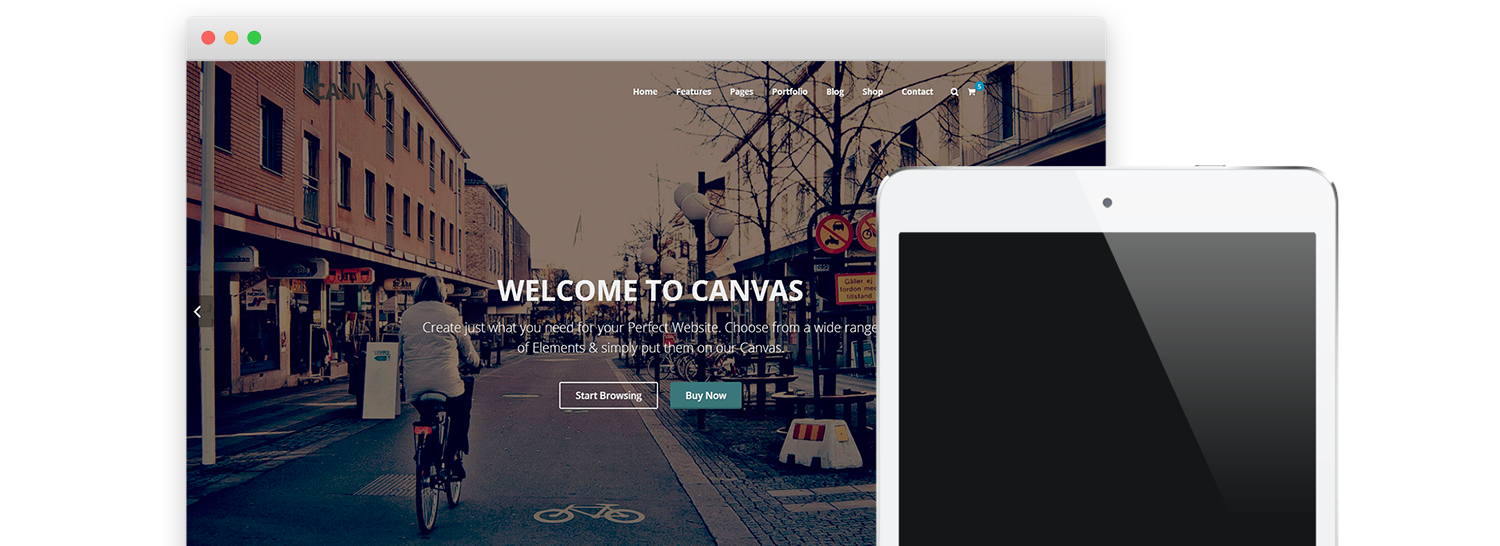 CANVAS
Home Features Pages Portfolio Blog Shop Contact
5
WELCOME TO CANVAS
Create just what you need for your Perfect Website. Choose from a wide range
of Elements & simply put them on our Canvas.
Start Browsing Buy Now
Gäller ej
fordon med
tillstånd